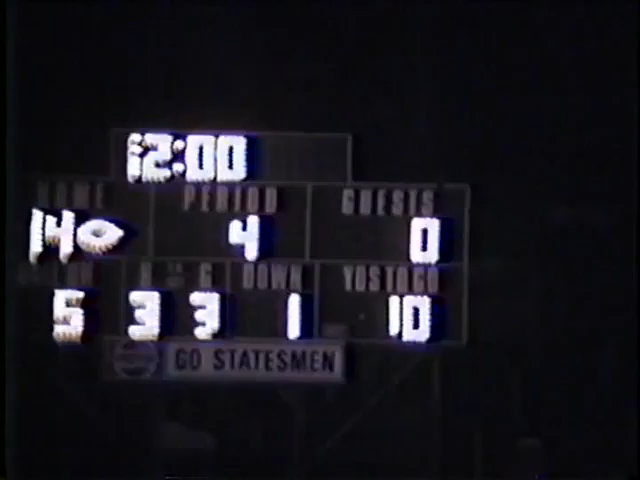 12:00
HOME PERIOD GUESTS
14 4 0
DOWN YDS TO GO
5 3 3 1 10
GO STATESMEN